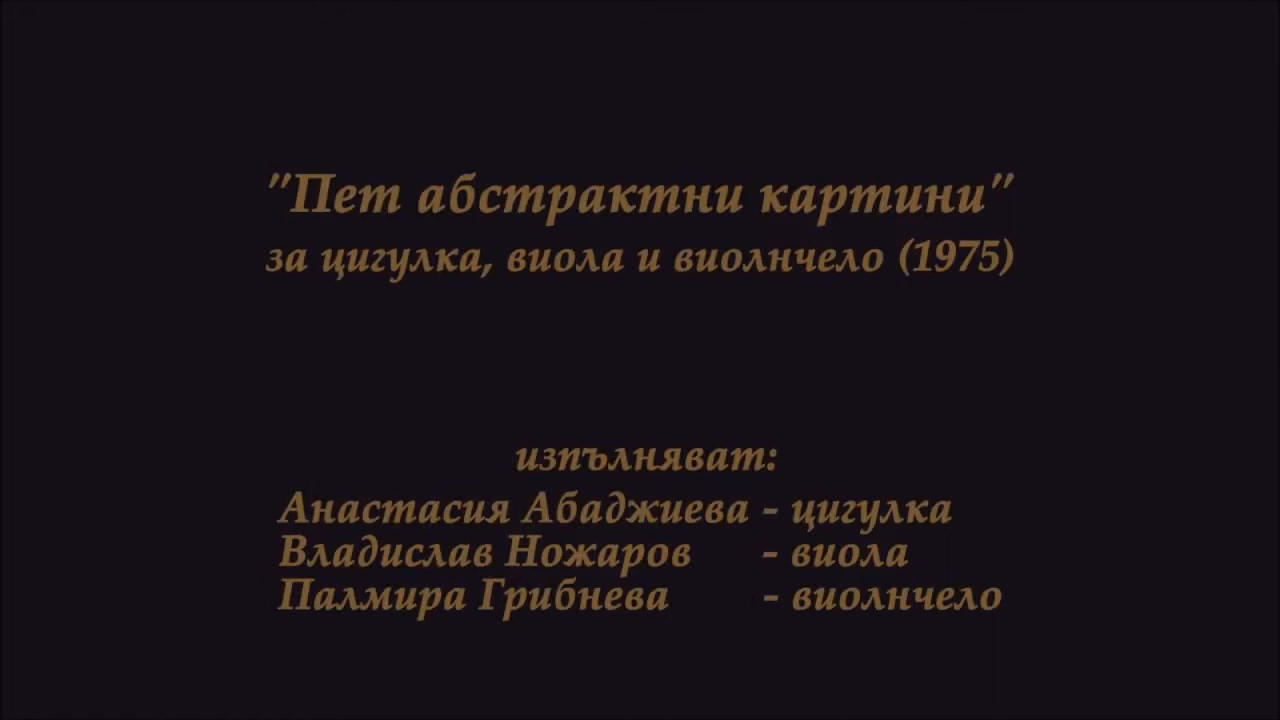 "Пет абстрактни картини"
за цигулка, виола и виолнчело (1975)
изпълняват:
Анастасия Абаджиева - цигулка
Владислав Ножаров - виола
Палмира Грибнева - виолнчело